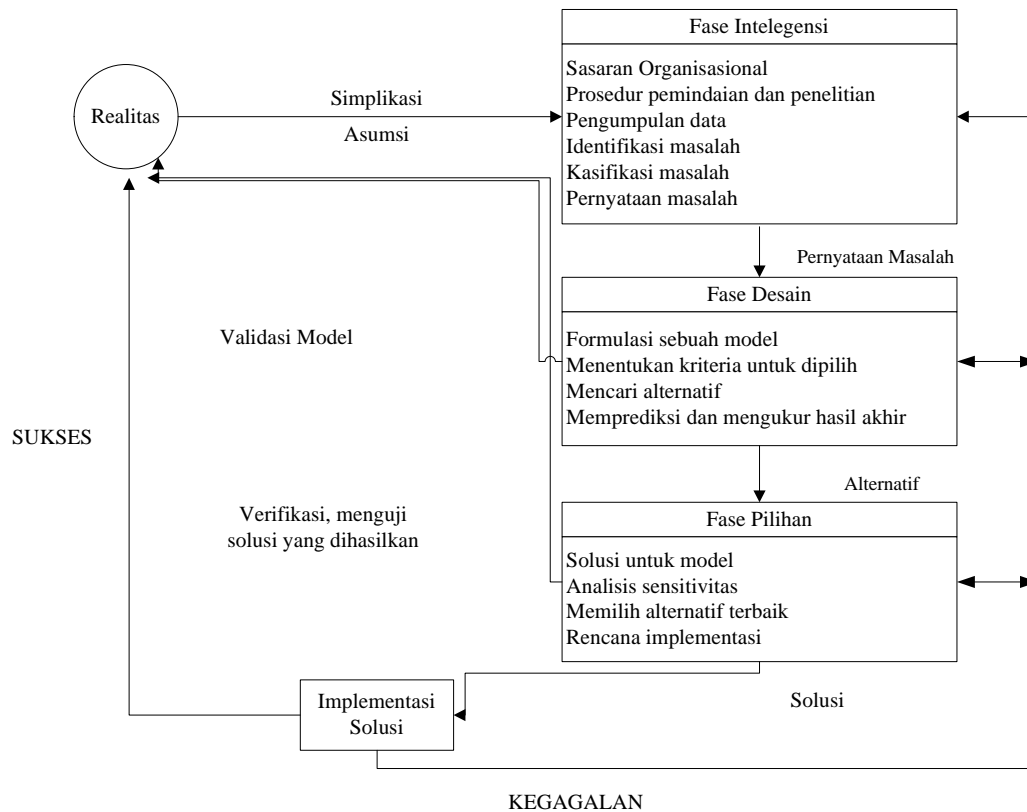 Fase Intelegensi
Sasaran Organisasional
Prosedur pemindaian dan penelitian
Pengumpulan data
Identifikasi masalah
Kasifikasi masalah
Pernyataan masalah
Realitas
Simplikasi
Asumsi
Pernyataan Masalah
Fase Desain
Formulasi sebuah model
Menentukan kriteria untuk dipilih
Mencari alternatif
Memprediksi dan mengukur hasil akhir
Validasi Model
SUKSES
Alternatif
Fase Pilihan
Solusi untuk model
Analisis sensitivitas
Memilih alternatif terbaik
Rencana implementasi
Verifikasi, menguji
solusi yang dihasilkan
Implementasi
Solusi
Solusi
KEGAGALAN